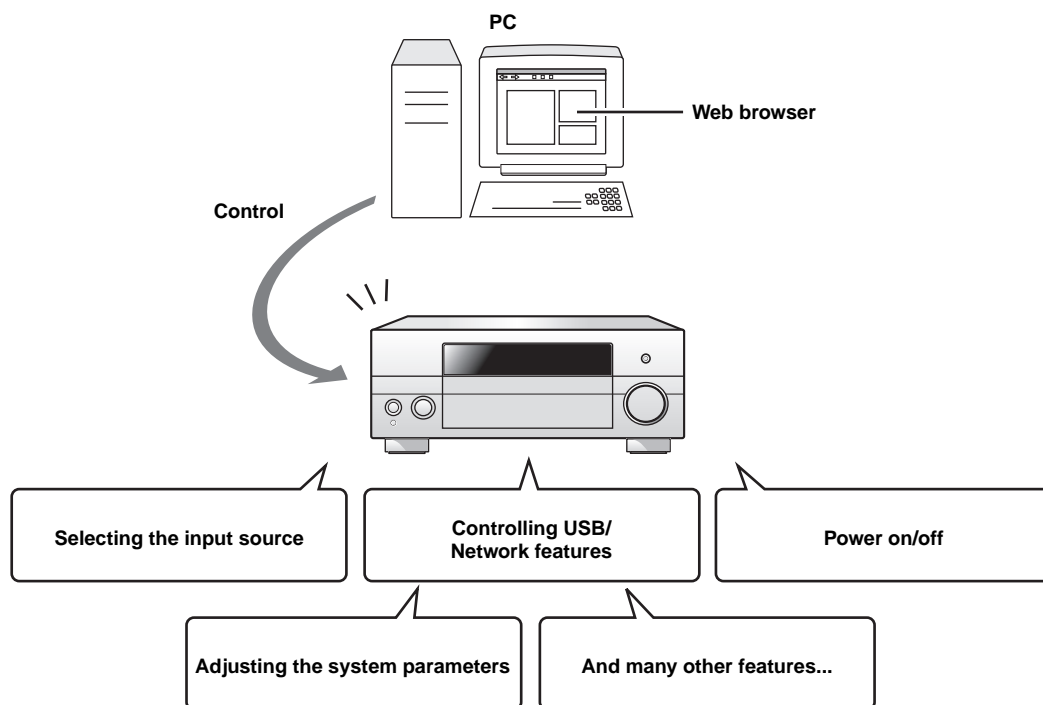 PC
Web browser
Control
Selecting the input source
Controlling USB/
Network features
Power on/off
Adjusting the system parameters
And many other features...